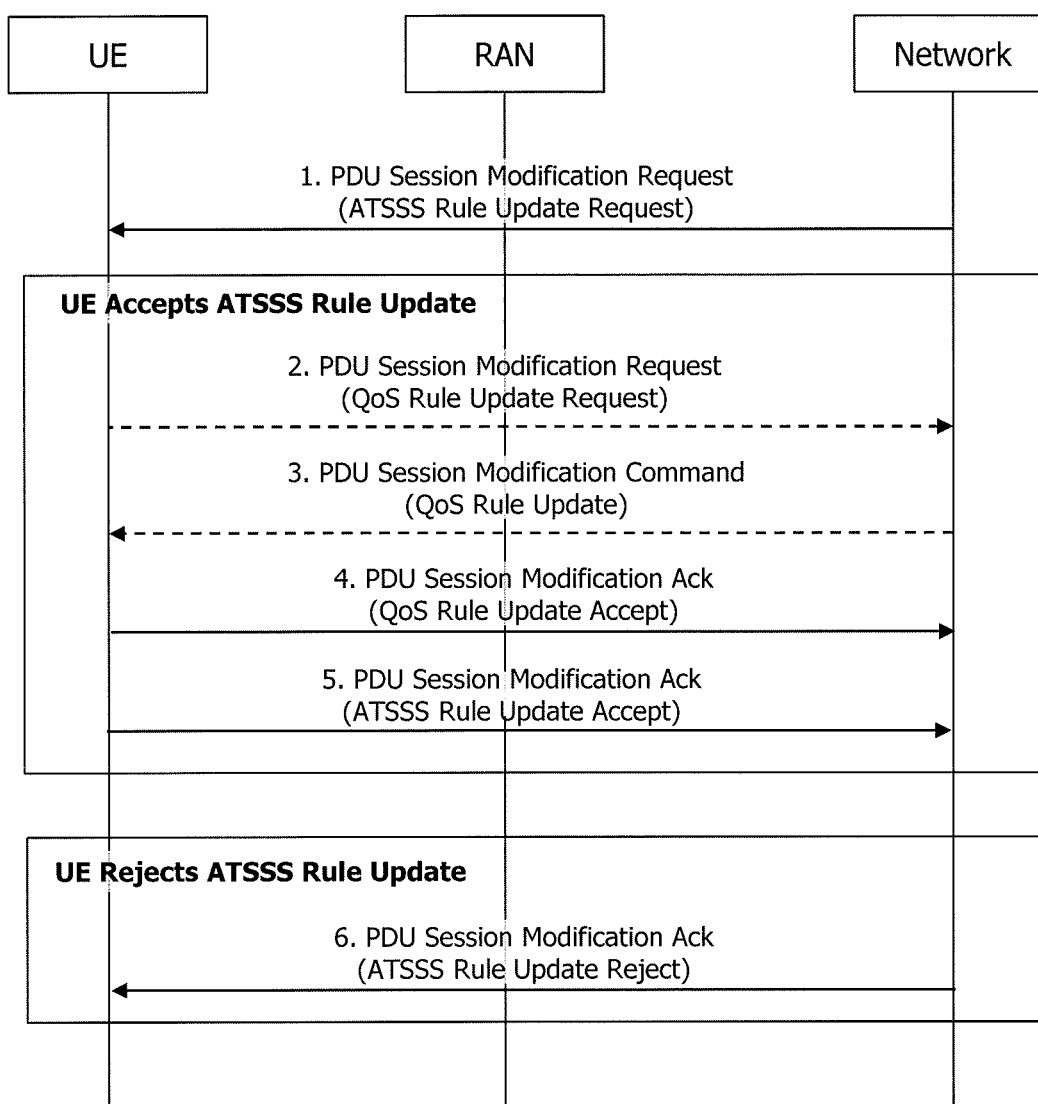 UE
RAN
Network
1. PDU Session Modification Request
(ATSSS Rule Update Request)
UE Accepts ATSSS Rule Update
2. PDU Session Modification Request
(QoS Rule Update Request)
3. PDU Session Modification Command
(QoS Rule Update)
4. PDU Session Modification Ack
(QoS Rule Update Accept)
5. PDU Session Modification Ack
(ATSSS Rule Update Accept)
UE Rejects ATSSS Rule Update
6. PDU Session Modification Ack
(ATSSS Rule Update Reject)